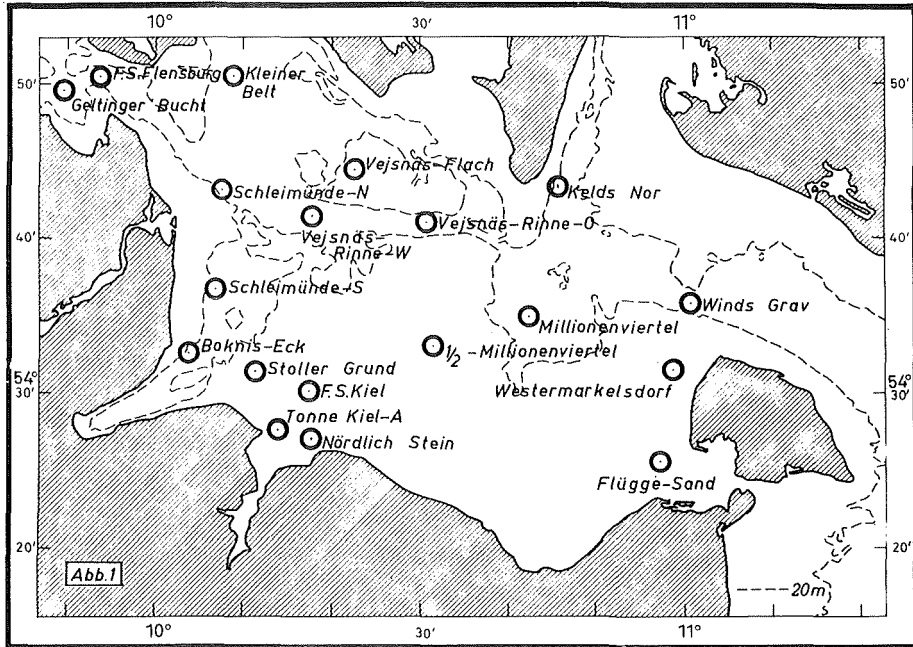 10°
30'
11°
50'
F.S. Flensburg
Kleiner
Belt
50'
Geltinger Bucht
Vejsnäs-Flach
Schleimünde-N
Kelds Nor
Vejsnäs-
Rinne-W
Vejsnäs-Rinne-O
40'
40'
Schleimünde-S
Winds Grav
Millionenviertel
Boknis-Eck
1/2-Millionenviertel
Stoller Grund
Westermarkelsdorf
54°
30'
F.S. Kiel
54°
30'
Tonne Kiel-A
Nördlich Stein
Flügge-Sand
20'
20'
Abb.1
20m
10°
30'
11°